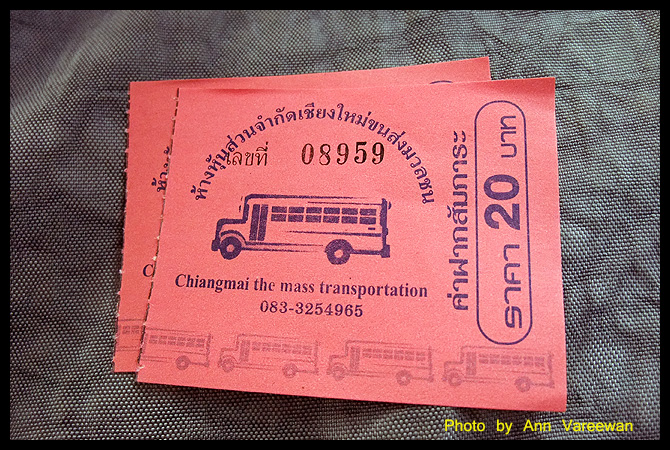 ห้างหุ้นส่วนจำกัดเชียงใหม่ขนส่งมวลชน
เลขที่ 08959
Chiangmai the mass transportation
083-3254965
ค่าฝากสัมภาระ
ราคา 20 บาท
Photo by Ann Vareewan